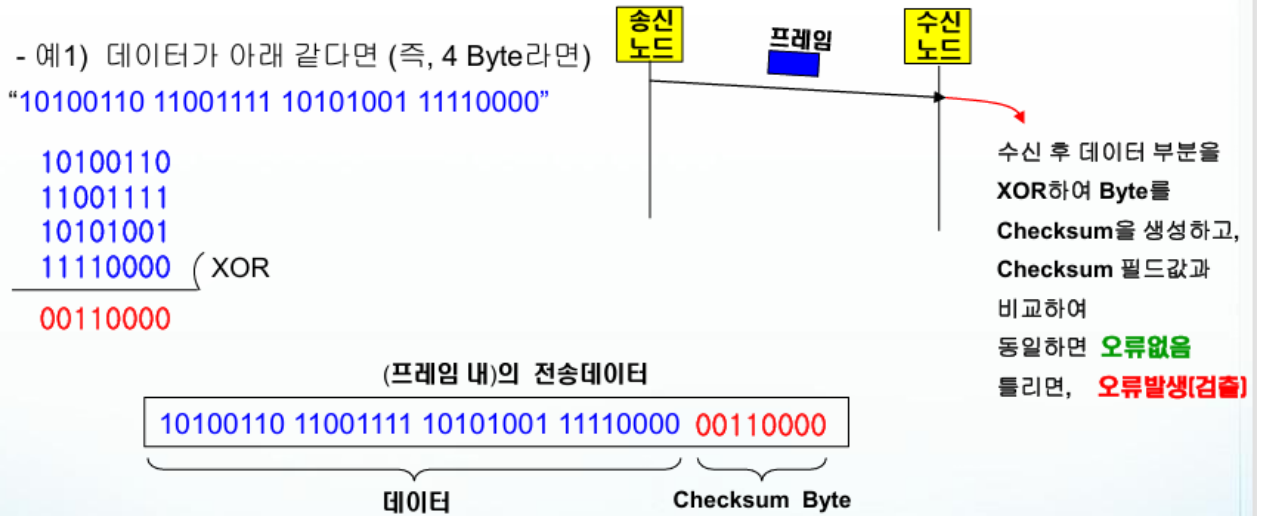 - 예1) 데이터가 아래 같다면 (즉, 4 Byte라면)
“10100110 11001111 10101001 11110000”
10100110
11001111
10101001
11110000 ( XOR
00110000
송신
노드
프레임
수신
노드
수신 후 데이터 부분을
XOR하여 Byte를
Checksum을 생성하고,
Checksum 필드값과
비교하여
동일하면 오류없음
틀리면, 오류발생(검출)
(프레임 내)의 전송데이터
10100110 11001111 10101001 11110000 00110000
데이터
Checksum Byte